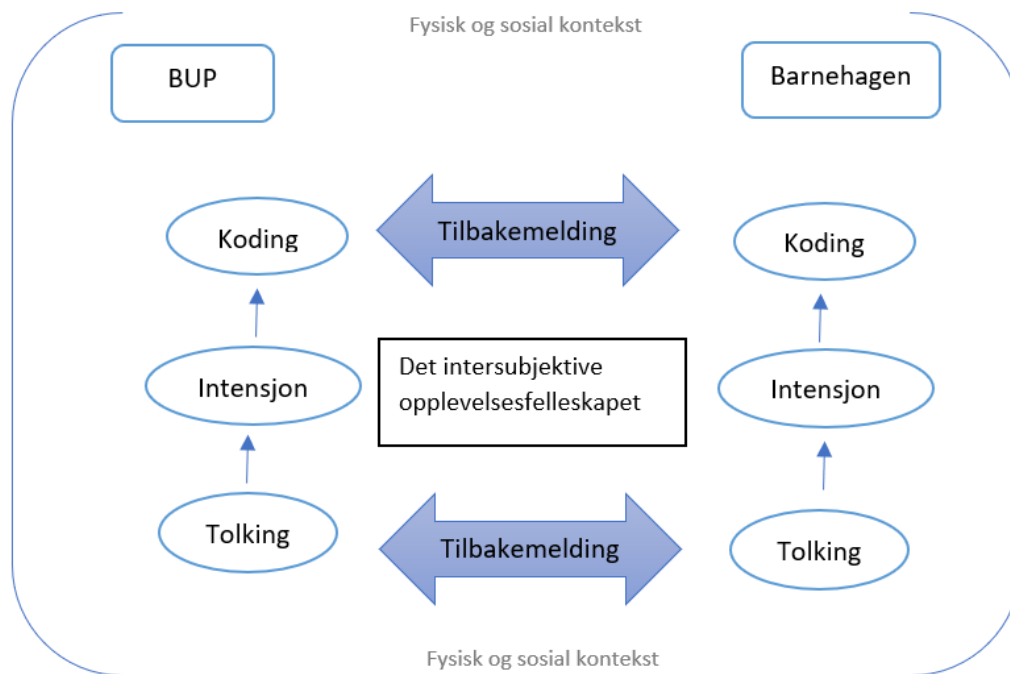 Fysisk og sosial kontekst
BUP
Barnehagen
Koding
Tilbakemelding
Koding
Intensjon
Det intersubjektive
opplevelsesfelleskapet
Intensjon
Tolking
Tilbakemelding
Tolking
Fysisk og sosial kontekst